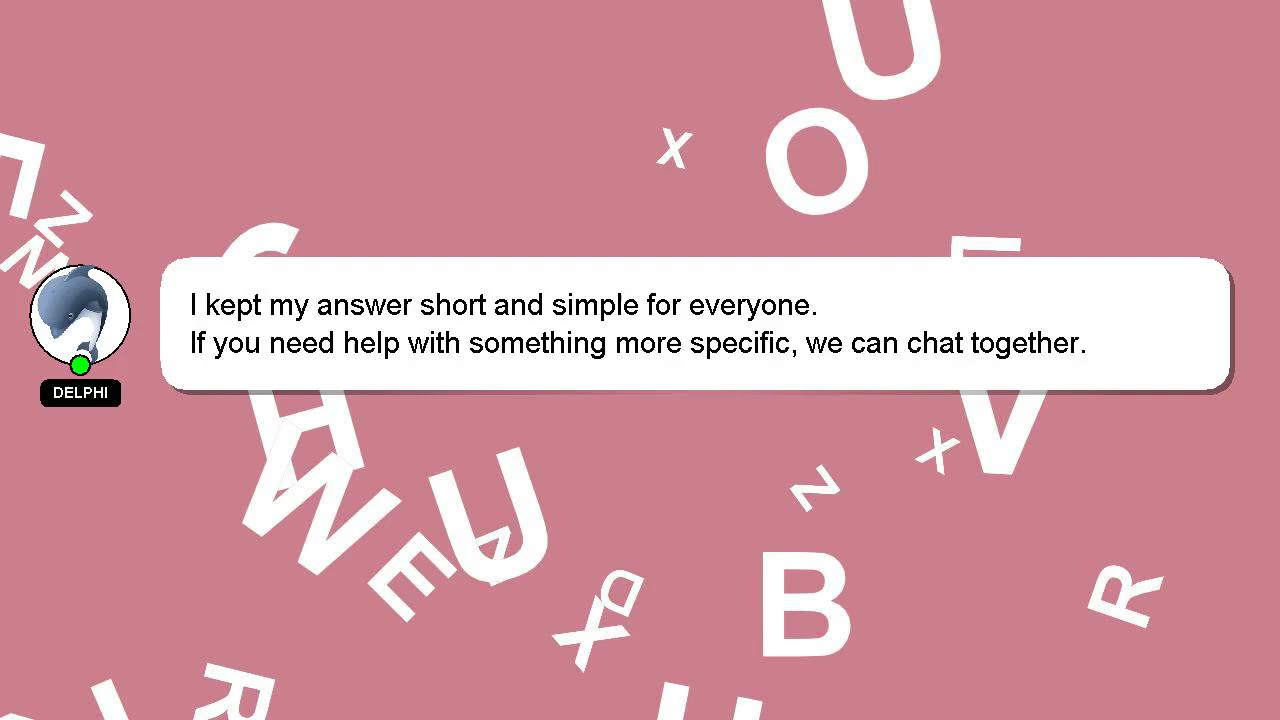 U
O
X
Z
N
I kept my answer short and simple for everyone.
If you need help with something more specific, we can chat together.
DELPHI
V
X
W
U
Z
E
D
X
B
R
R